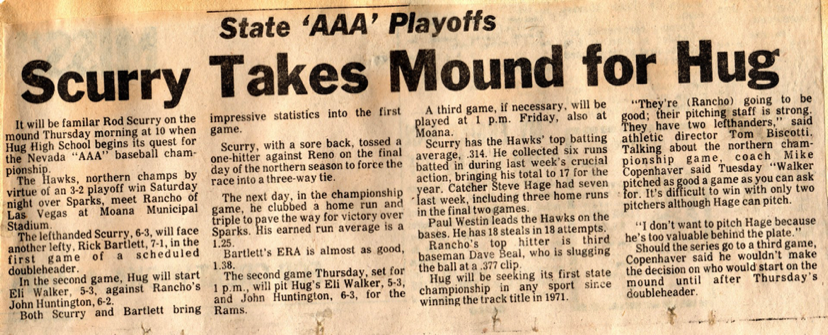 State 'AAA' Playoffs
Scurry Takes Mound for Hug
It will be familar Rod Scurry on the
mound Thursday morning at 10 when
Hug High School begins its quest for
the Nevada "AAA" baseball cham-
pionship.
The Hawks, northern champs by
virtue of an 3-2 playoff win Saturday
night over Sparks, meet Rancho of
Las Vegas at Moana Municipal
Stadium.
The lefthanded Scurry, 6-3, will face
another lefty, Rick Bartlett, 7-1, in the
first game of a scheduled
doubleheader.
In the second game, Hug will start
Eli Walker, 5-3, against Rancho's
John Huntington, 6-2.
Both Scurry and Bartlett bring
impressive statistics into the first
game.
Scurry, with a sore back, tossed a
one-hitter against Reno on the final
day of the northern season to force the
race into a three-way tie.
The next day, in the championship
game, he clubbed a home run and
triple to pave the way for victory over
Sparks. His earned run average is a
1.25.
Bartlett's ERA is almost as good,
1.38.
The second game Thursday, set for
1 p.m., will pit Hug's Eli Walker, 5-3,
and John Huntington, 6-3, for the
Rams.
A third game, if necessary, will be
played at 1 p.m. Friday, also at
Moana.
Scurry has the Hawks' top batting
average, .314. He collected six runs
batted in during last week's crucial
action, bringing his total to 17 for the
year. Catcher Steve Hage had seven
last week, including three home runs
in the final two games.
Paul Westin leads the Hawks on the
bases. He has 18 steals in 18 attempts.
Rancho's top hitter is third
baseman Dave Beal, who is slugging
the ball at a .377 clip.
Hug will be seeking its first state
championship in any sport since
winning the track title in 1971.
"They're (Rancho) going to be
good; their pitching staff is strong.
They have two lefthanders," said
athletic director Tom Biscotti.
Talking about the northern cham-
pionship game, coach Mike
Copenhaver said Tuesday "Walker
pitched as good a game as you can ask
for. It's difficult to win with only two
pitchers although Hage can pitch.
"I don't want to pitch Hage because
he's too valuable behind the plate."
Should the series go to a third game,
Copenhaver said he wouldn't make
the decision on who would start on the
mound until after Thursday's
doubleheader.